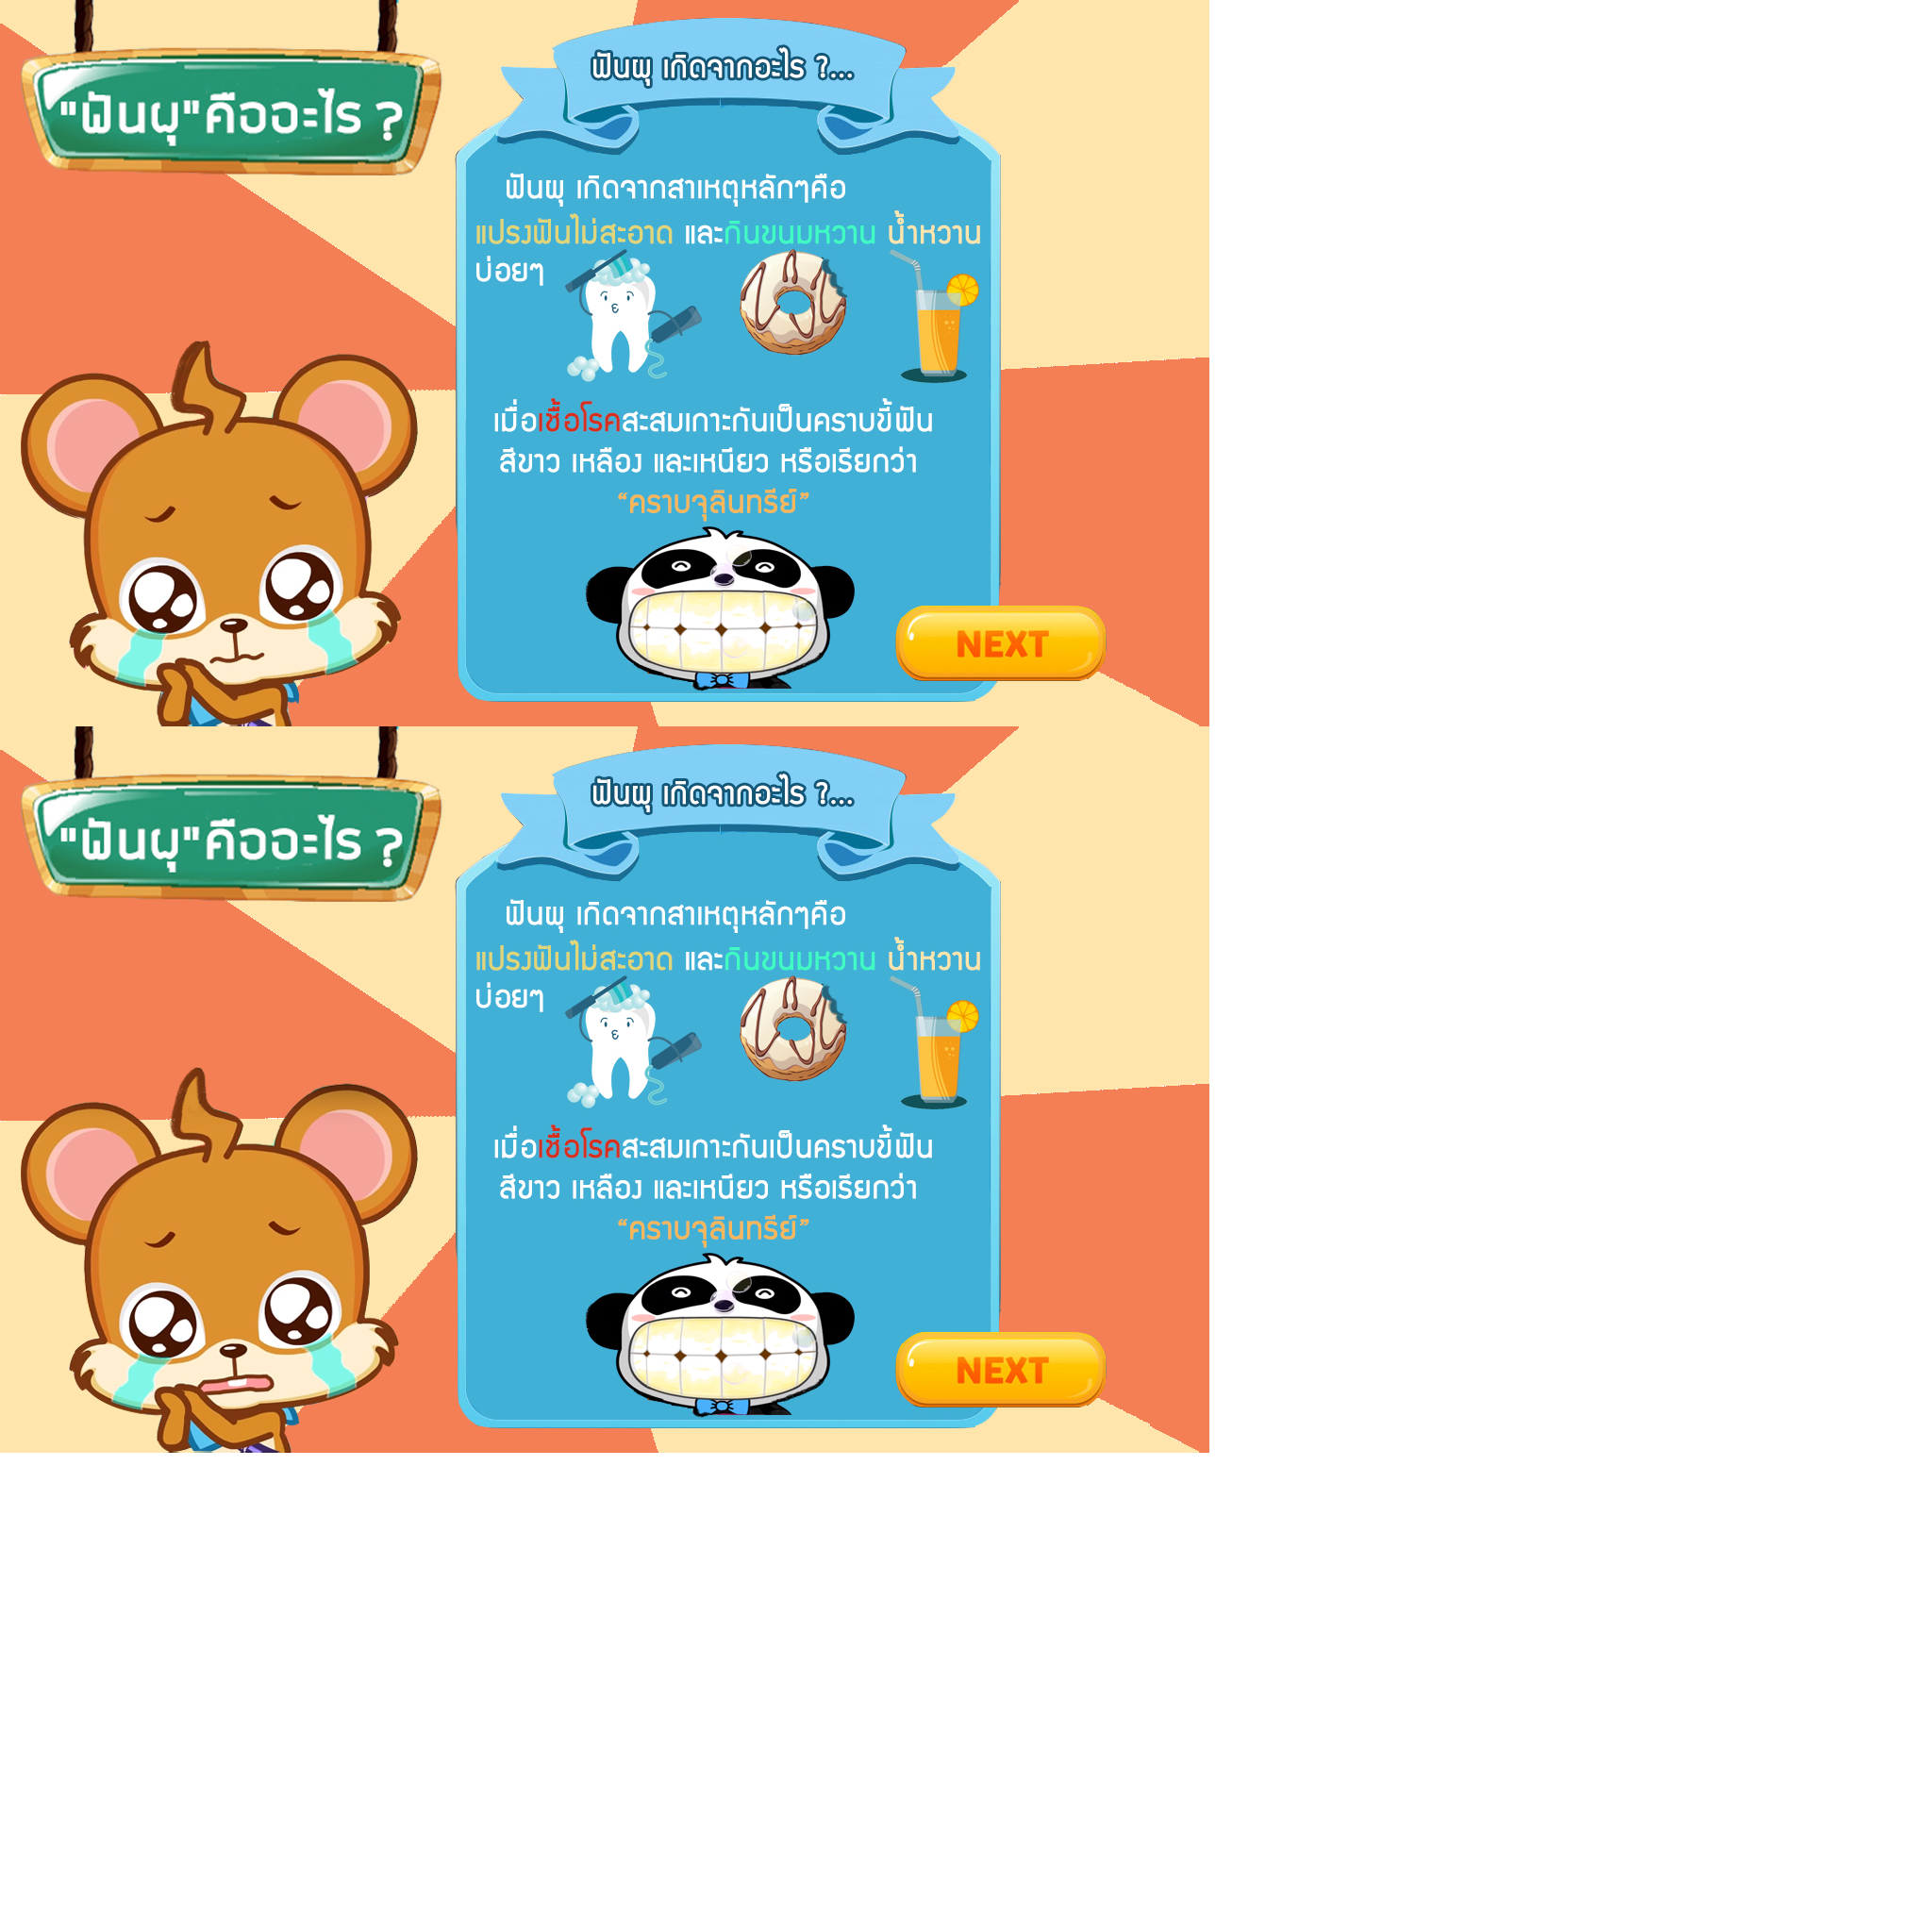 "ฟันผุ"คืออะไร ?
ฟันผุ เกิดจากอะไร ?...
ฟันผุ เกิดจากสาเหตุหลักๆคือ
แปรงฟันไม่สะอาด และกินขนมหวาน น้ำหวาน
บ่อยๆ
เมื่อเชื้อโรคสะสมเกาะกันเป็นคราบขี้ฟัน
สีขาว เหลือง และเหนียว หรือเรียกว่า
“คราบจุลินทรีย์”
NEXT
"ฟันผุ"คืออะไร ?
ฟันผุ เกิดจากอะไร ?...
ฟันผุ เกิดจากสาเหตุหลักๆคือ
แปรงฟันไม่สะอาด และกินขนมหวาน น้ำหวาน
บ่อยๆ
เมื่อเชื้อโรคสะสมเกาะกันเป็นคราบขี้ฟัน
สีขาว เหลือง และเหนียว หรือเรียกว่า
“คราบจุลินทรีย์”
NEXT